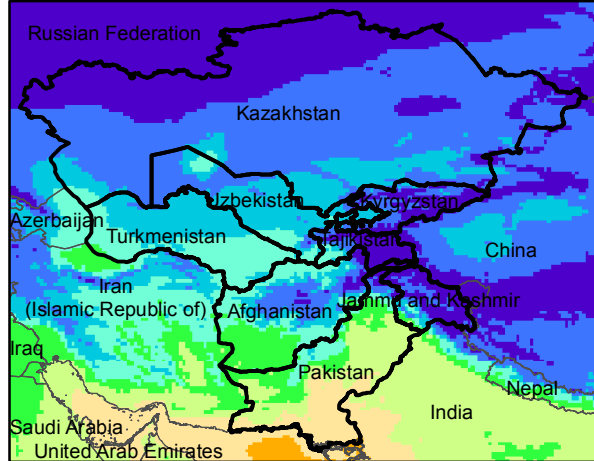 Russian Federation
Kazakhstan
Uzbekistan
Kyrgyzstan
Azerbaijan
Turkmenistan
Tajikistan
China
Iran
(Islamic Republic of)
Afghanistan
Jammu and Kashmir
Iraq
Pakistan
Nepal
India
Saudi Arabia
United Arab Emirates